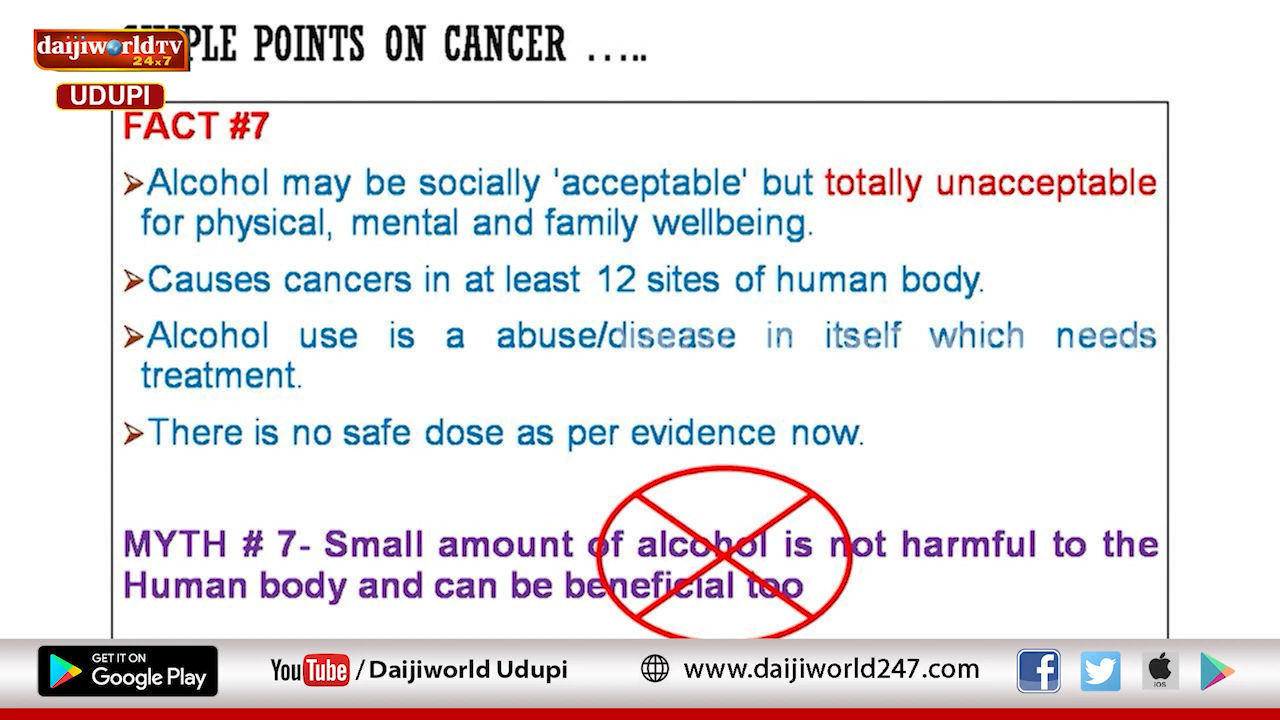 daijiworldTV
24x7
UDUPI
PLE POINTS ON CANCER .....
FACT #7
➢Alcohol may be socially 'acceptable' but totally unacceptable
for physical, mental and family wellbeing.
➢Causes cancers in at least 12 sites of human body.
➢Alcohol use is a abuse/disease in itself which needs
treatment.
➢There is no safe dose as per evidence now.
MYTH # 7- Small amount of alcohol is not harmful to the
Human body and can be beneficial too
GET IT ON
Google Play
YouTube / Daijiworld Udupi
www.daijiworld247.com
iOS